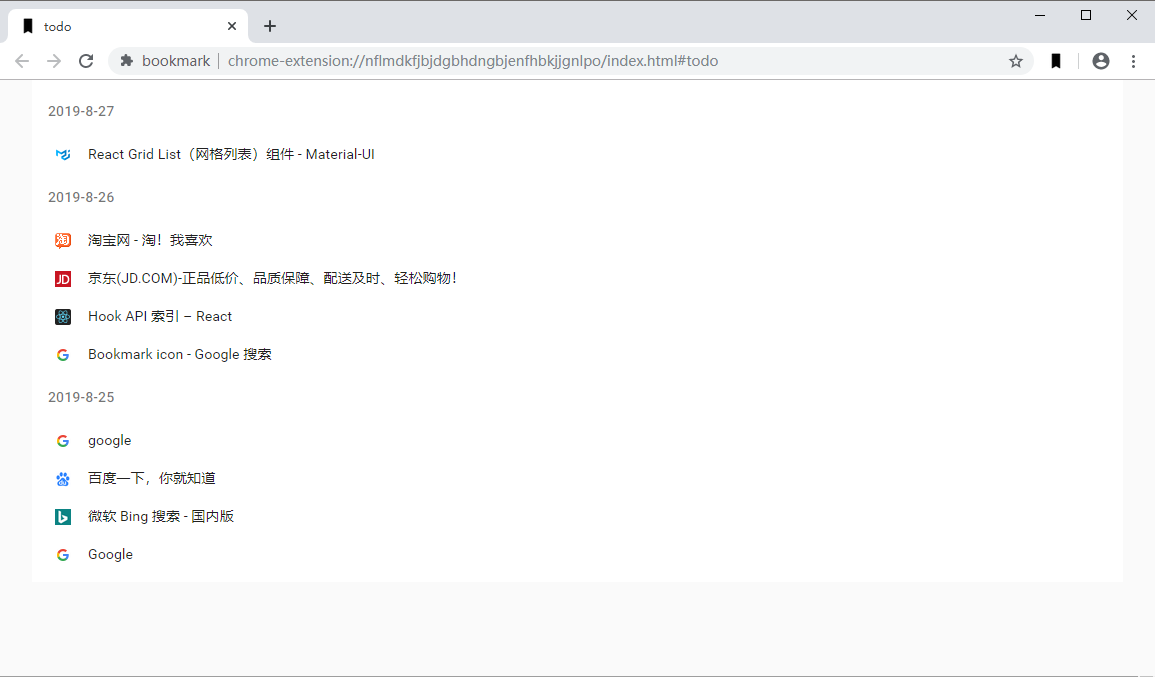 todo
bookmark | chrome-extension://nflmdkfjbjdgbhdngbjenfhbkjjgnlpo/index.html#todo
2019-8-27
React Grid List（网格列表）组件 - Material-UI
2019-8-26
淘 淘宝网 - 淘！我喜欢
JD 京东(JD.COM)-正品低价、品质保障、配送及时、轻松购物！
Hook API 索引 – React
Bookmark icon - Google 搜索
2019-8-25
google
百度一下，你就知道
微软 Bing 搜索 - 国内版
Google